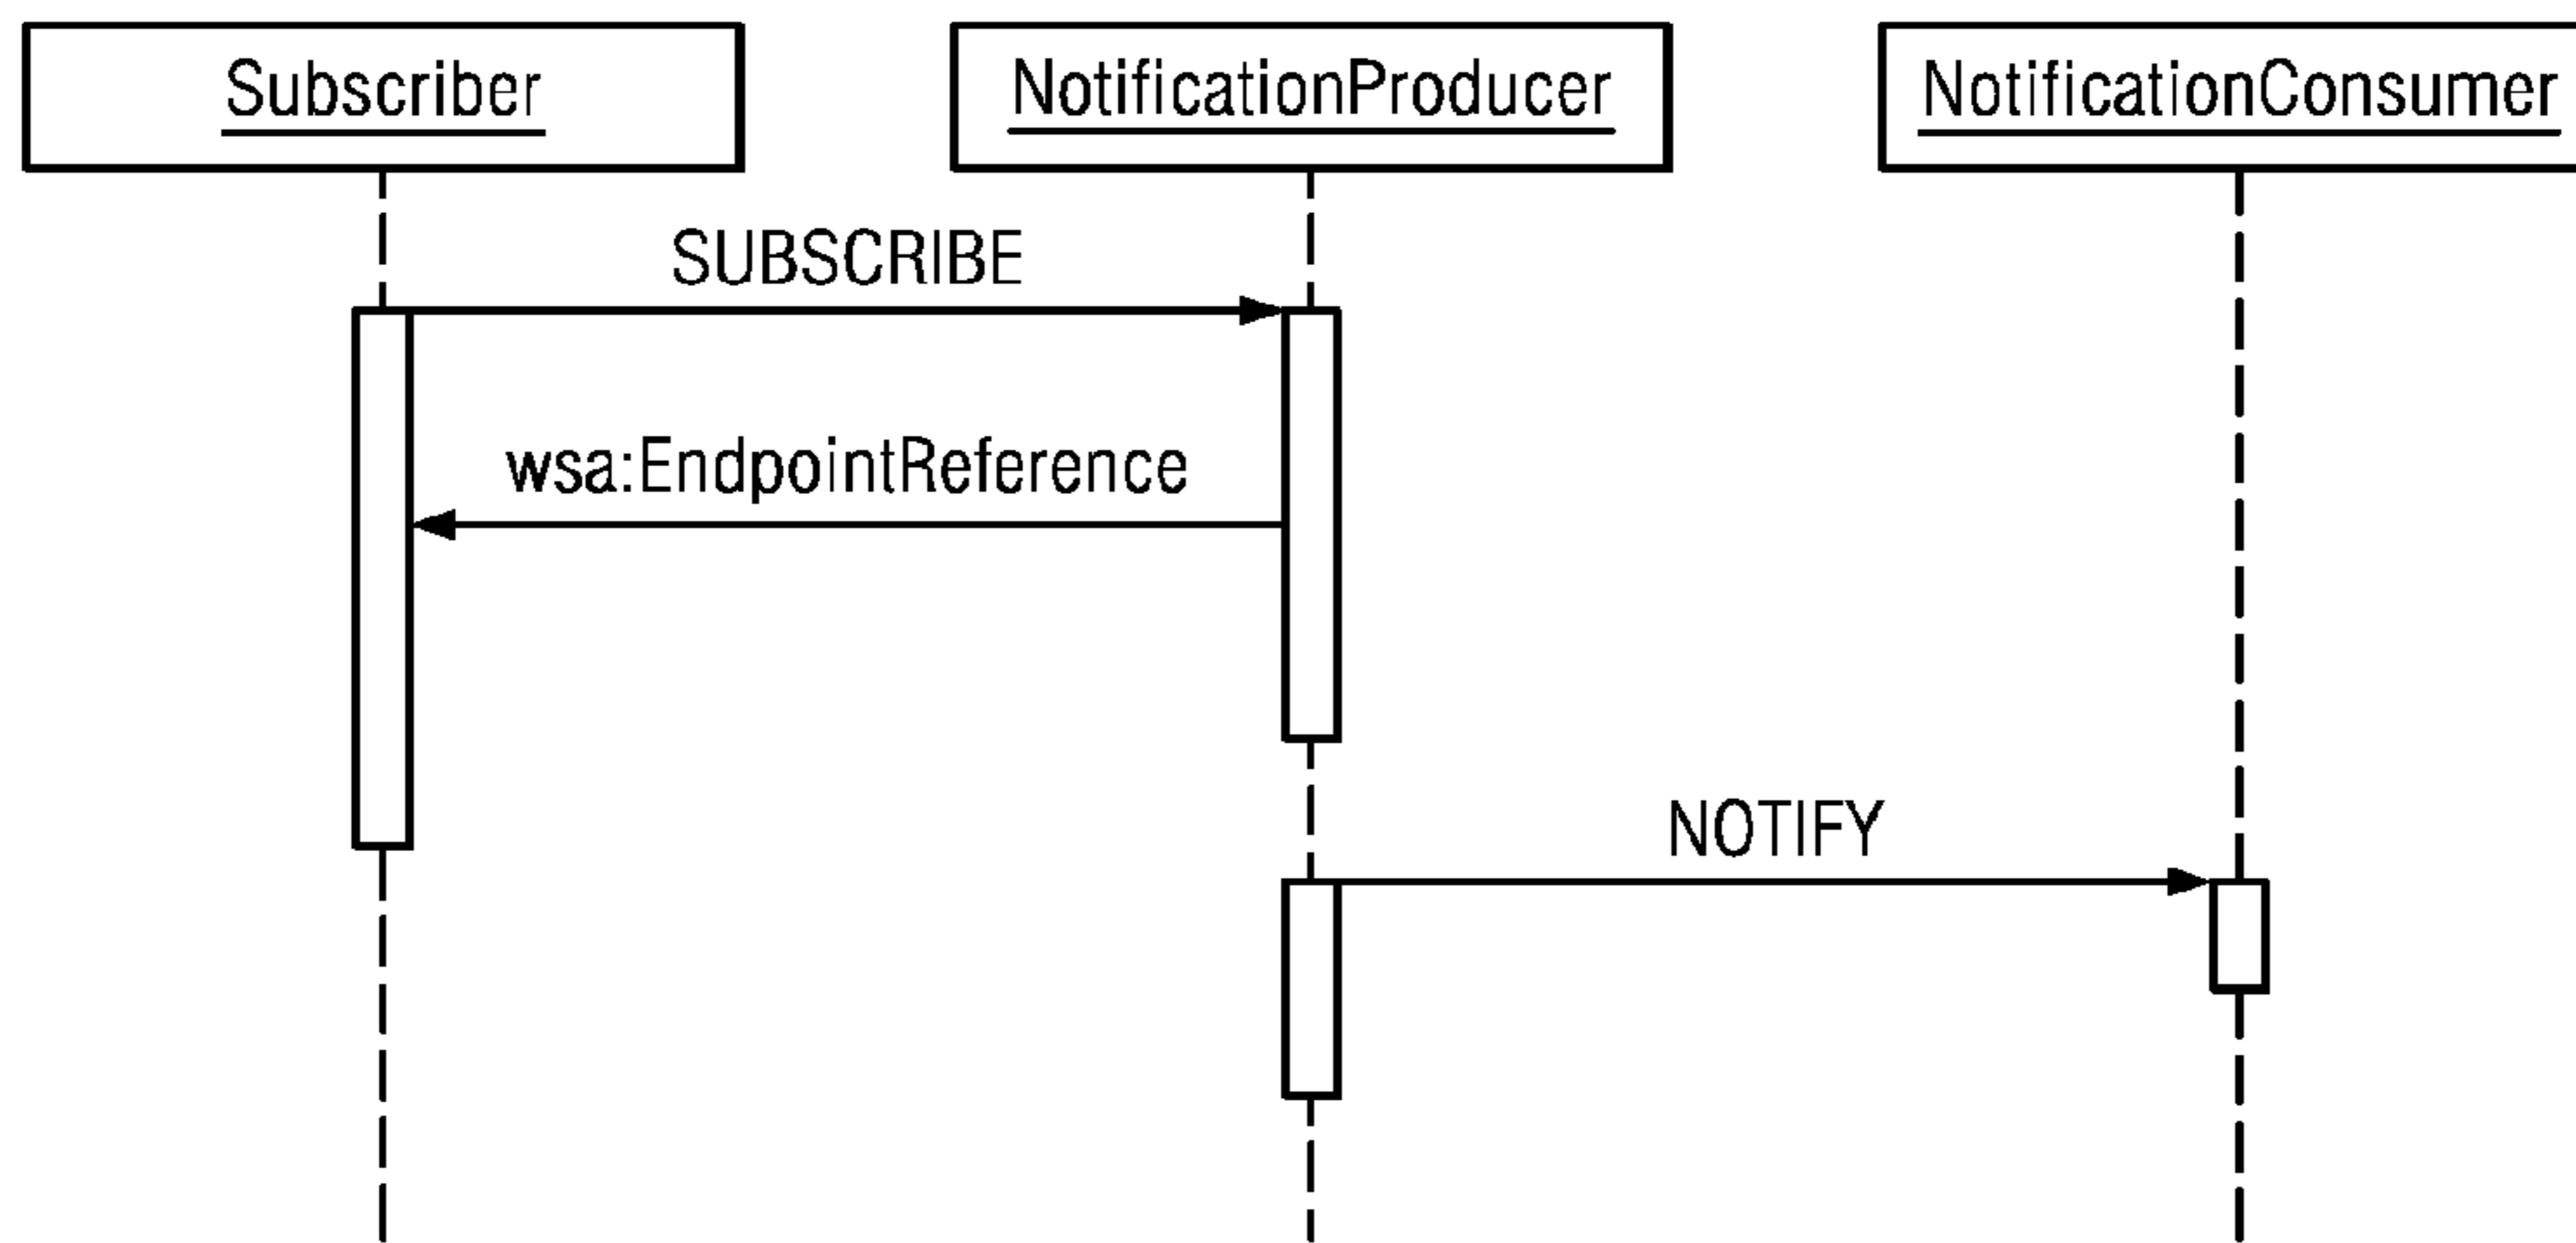 Subscriber
NotificationProducer
NotificationConsumer
SUBSCRIBE
wsa:EndpointReference
NOTIFY